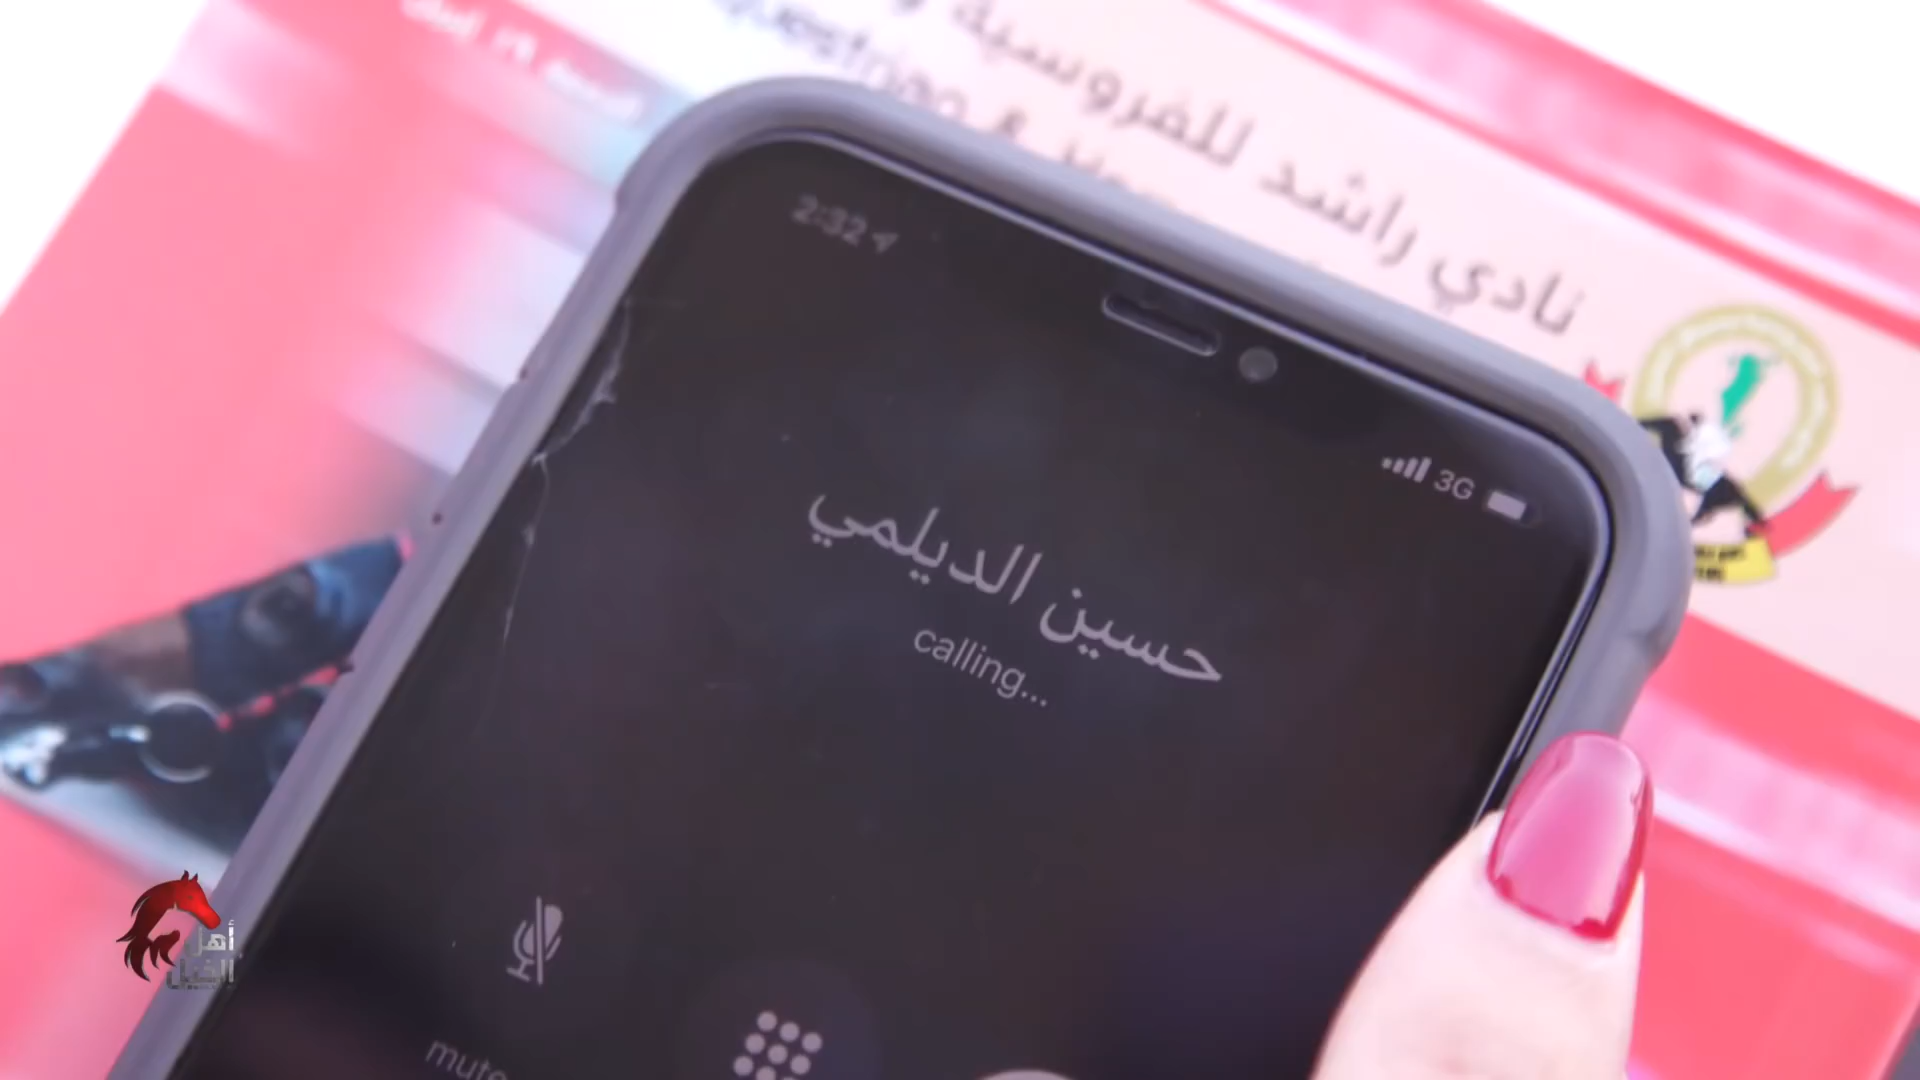 نادي راشد للفروسية و
2:32
3G
حسين الديلمي
calling...
mute
أهل
الخيل